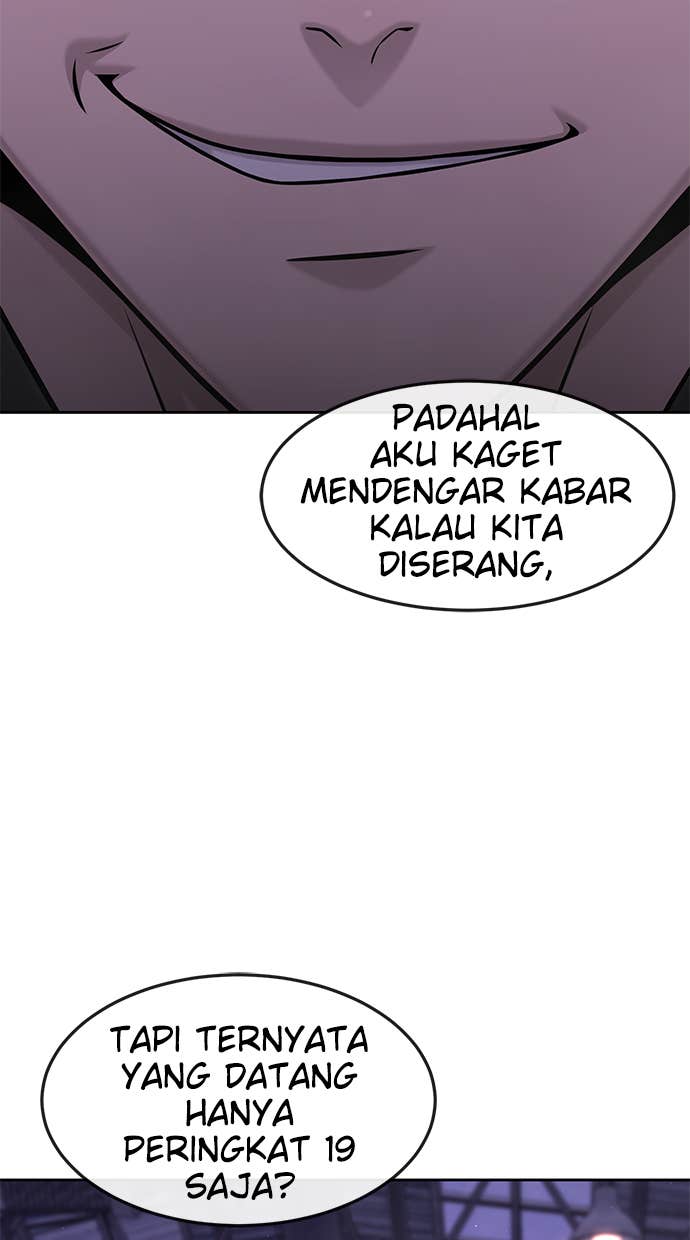 PADAHAL
AKU KAGET
MENDENGAR KABAR
KALAU KITA
DISERANG,
TAPI TERNYATA
YANG DATANG
HANYA
PERINGKAT 19
SAJA?